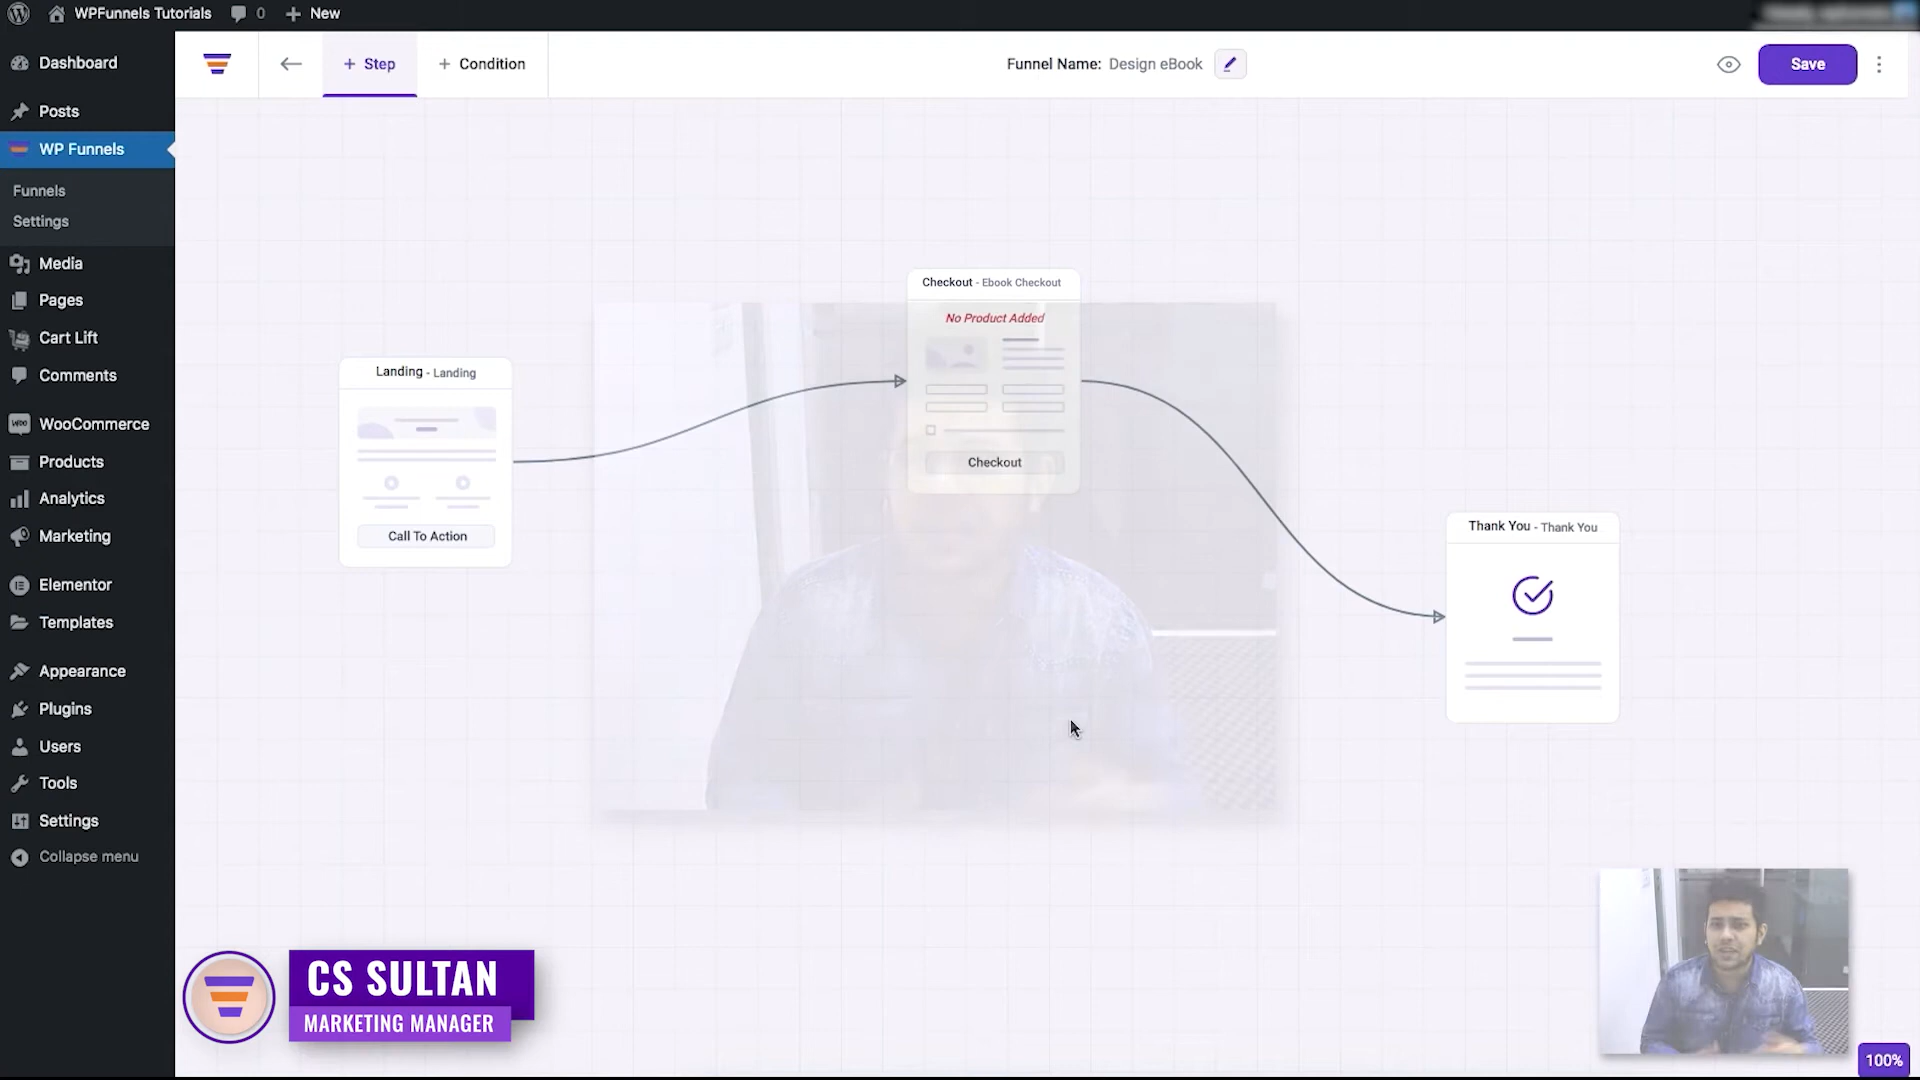 WPFunnels Tutorials 0 New
Dashboard
Posts
WP Funnels
Funnels
Settings
Media
Pages
Cart Lift
Comments
WooCommerce
Products
Analytics
Marketing
Elementor
Templates
Appearance
Plugins
Users
Tools
Settings
Collapse menu
+ Step
+ Condition
Funnel Name: Design eBook
Save
Landing - Landing
Call To Action
Checkout - Ebook Checkout
No Product Added
Checkout
Thank You - Thank You
CS SULTAN
MARKETING MANAGER
100%